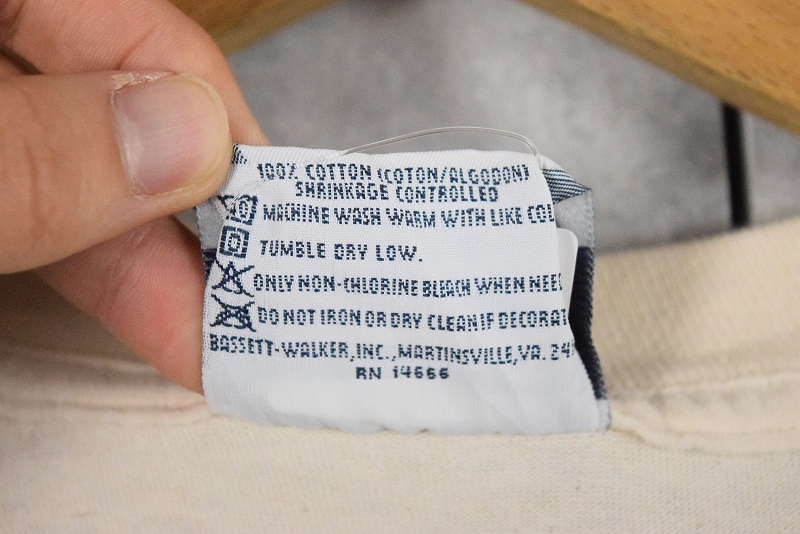 100% COTTON (COTON/ALGODON)
SHRINKAGE CONTROLLED
MACHINE WASH WARM WITH LIKE
TUMBLE DRY LOW.
ONLY NON-CHLORINE BLEACH WHEN
DO NOT IRON OR DRY CLEAN IF
BASSETT-WALKER, INC., MARTINSVILLE, VA.
RN 14666